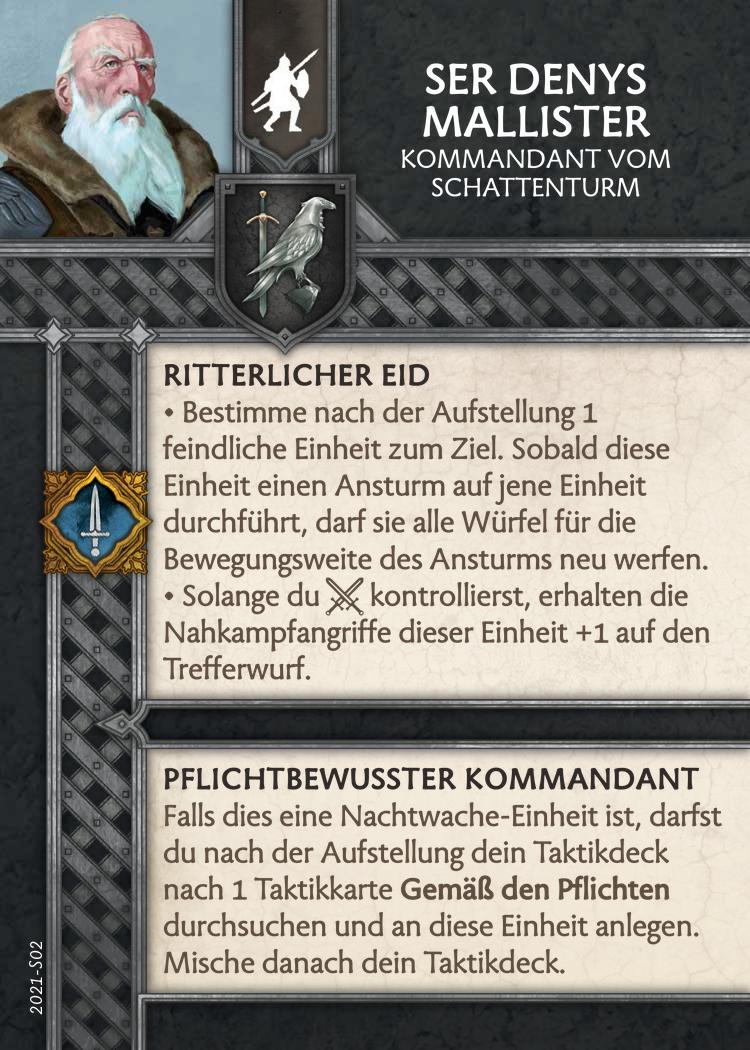 SER DENYS
MALLISTER
KOMMANDANT VOM
SCHATTENTURM
RITTERLICHER EID
• Bestimme nach der Aufstellung 1
feindliche Einheit zum Ziel. Sobald diese
Einheit einen Ansturm auf jene Einheit
durchführt, darf sie alle Würfel für die
Bewegungsweite des Ansturms neu werfen.
• Solange du kontrollierst, erhalten die
Nahkampfangriffe dieser Einheit +1 auf den
Trefferwurf.
PFLICHTBEWUSSTER KOMMANDANT
Falls dies eine Nachtwache-Einheit ist, darfst
du nach der Aufstellung dein Taktikdeck
nach 1 Taktikkarte Gemäß den Pflichten
durchsuchen und an diese Einheit anlegen.
Mische danach dein Taktikdeck.
2021-S02